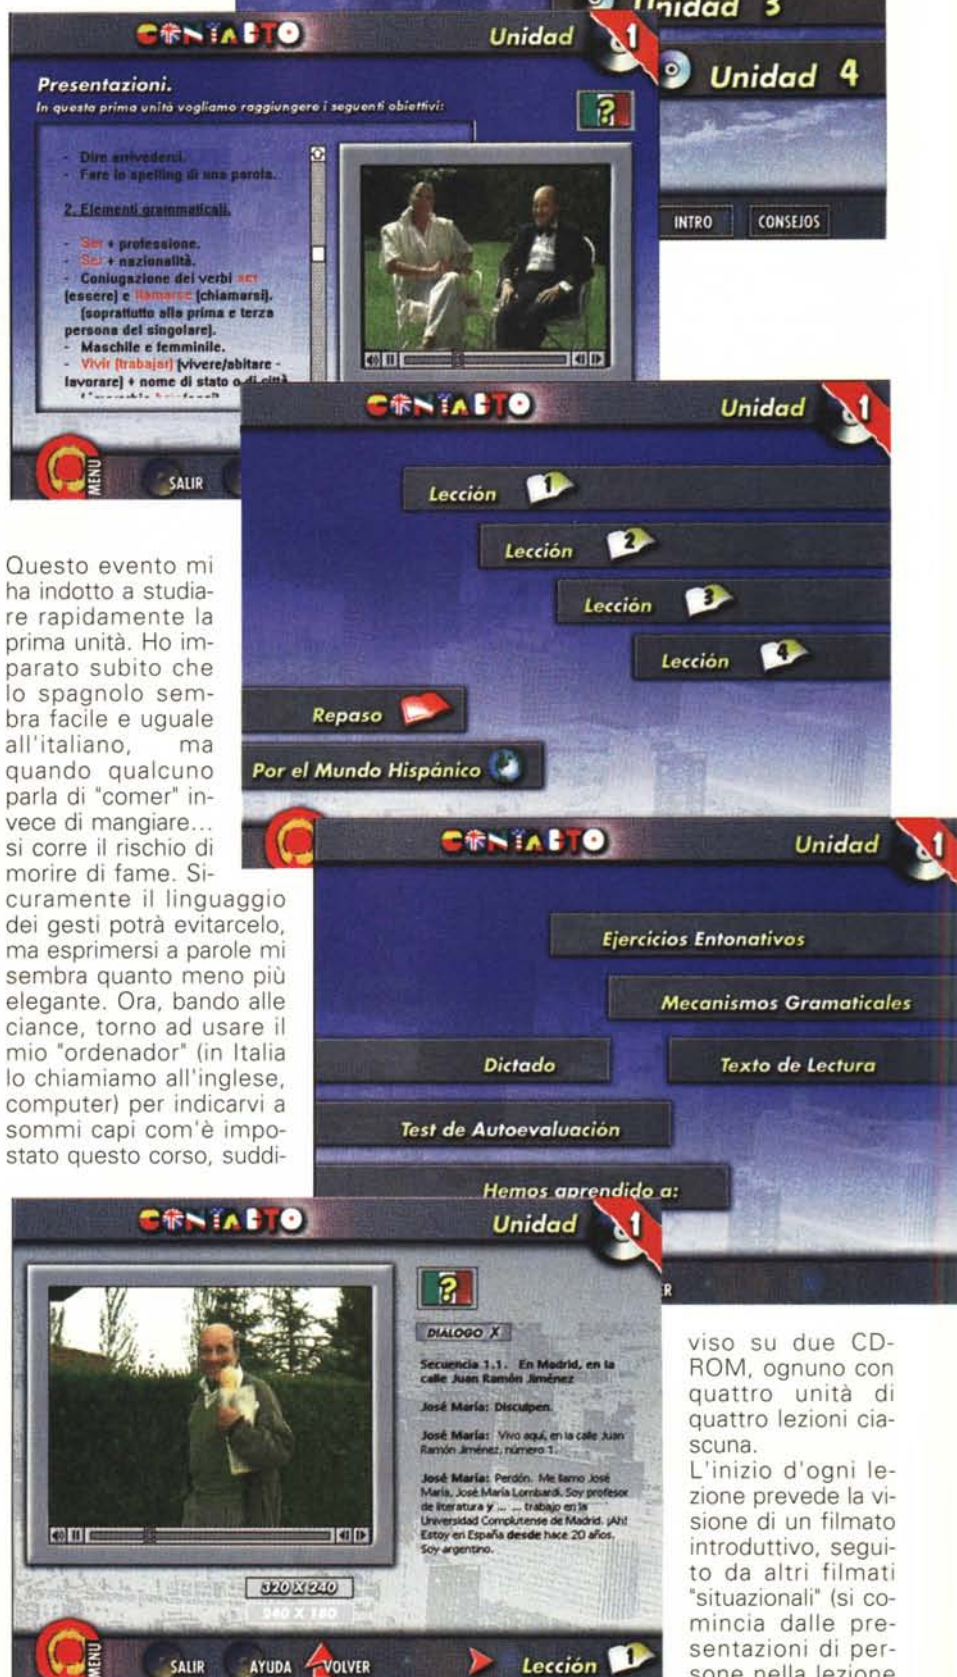 Unidad 3
Unidad 4
INTRO CONSEJOS
CONTACTO Unidad 1
Presentazioni.
In questa prima unità vogliamo raggiungere i seguenti obiettivi:
- Dire arrivederci.
- Fare lo spelling di una parola.
2. Elementi grammaticali.
- Ser + professione.
- Ser + nazionalità.
- Coniugazione dei verbi ser
(essere) e llamarse (chiamarsi).
(soprattutto alla prima e terza
persona del singolare).
- Maschile e femminile.
- Vivir (trabajar) (vivere/abitare -
lavorare) + nome di stato o di città
?
MENU SALIR
CONTACTO Unidad 1
Lección 1
Lección 2
Lección 3
Lección 4
Repaso
Por el Mundo Hispánico
Questo evento mi
ha indotto a studia-
re rapidamente la
prima unità. Ho im-
parato subito che
lo spagnolo sem-
bra facile e uguale
all'italiano, ma
quando qualcuno
parla di "comer" in-
vece di mangiare...
si corre il rischio di
morire di fame. Si-
curamente il linguaggio
dei gesti potrà evitarcelo,
ma esprimersi a parole mi
sembra quanto meno più
elegante. Ora, bando alle
ciance, torno ad usare il
mio "ordenador" (in Italia
lo chiamiamo all'inglese,
computer) per indicarvi a
sommi capi com'è impo-
stato questo corso, suddi-
CONTACTO Unidad 1
Ejercicios Entonativos
Mecanismos Gramaticales
Dictado Texto de Lectura
Test de Autoevaluación
Hemos aprendido a:
R
CONTACTO Unidad 1
?
DIALOGO X
Secuencia 1.1. En Madrid, en la
calle Juan Ramón Jiménez
José María: Disculpen.
José María: Vivo aquí, en la calle Juan
Ramón Jiménez, número 1.
José María: Perdón. Me llamo José
María, José María Lombardi. Soy profesor
de literatura y ... ... trabajo en la
Universidad Complutense de Madrid. ¡Ah!
Estoy en España desde hace 20 años.
Soy argentino.
320 X 240
240 X 180
MENU SALIR AYUDA VOLVER Lección 1
viso su due CD-
ROM, ognuno con
quattro unità di
quattro lezioni cia-
scuna.
L'inizio d'ogni le-
zione prevede la vi-
sione di un filmato
introduttivo, segui-
to da altri filmati
"situazionali" (si co-
mincia dalle pre-
sentazioni di per-
sone nella lezione